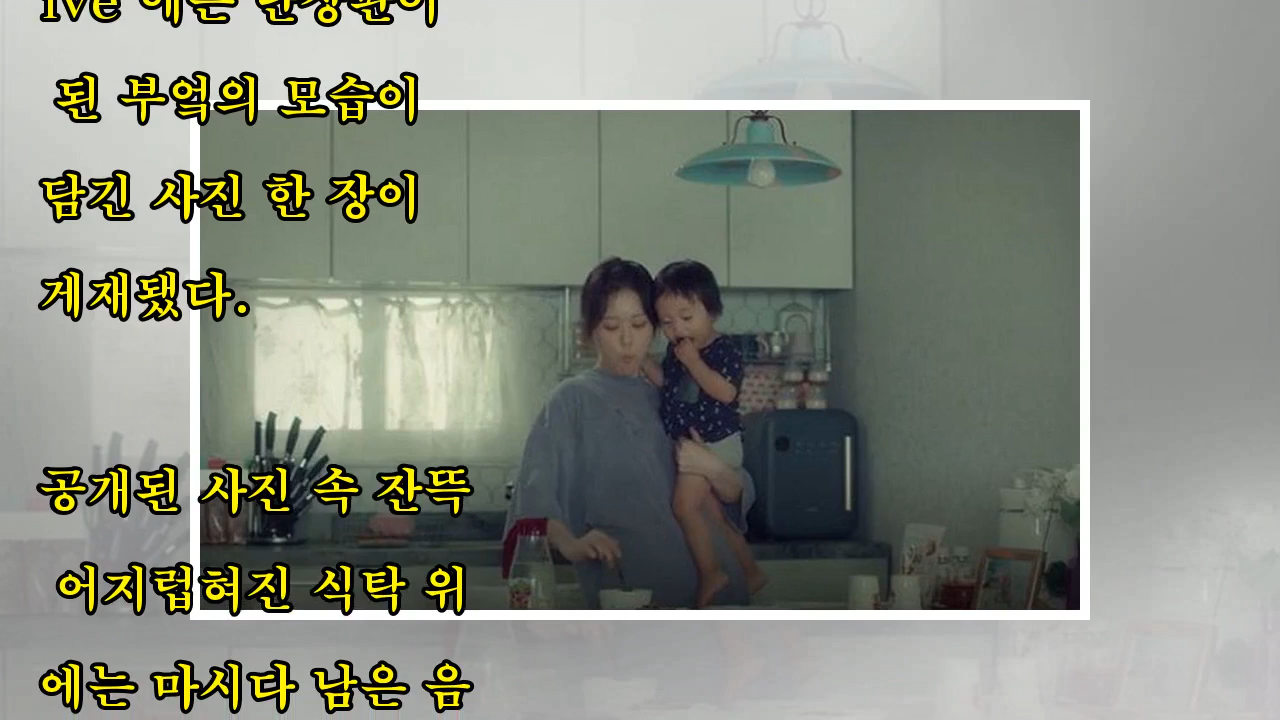 된 부엌의 모습이
담긴 사진 한 장이
게재됐다.
공개된 사진 속 잔뜩
어지럽혀진 식탁 위
에는 마시다 남은 음